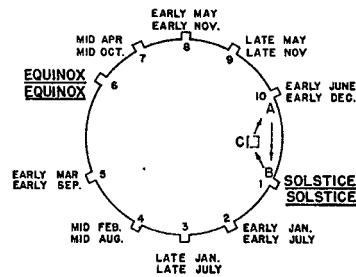 EARLY MAY
EARLY NOV.
8
MID APR
MID OCT.
7
LATE MAY
LATE NOV
9
EQUINOX
EQUINOX
6
EARLY JUNE
EARLY DEC.
10
A
C
B
EARLY MAR
EARLY SEP.
5
1
SOLSTICE
SOLSTICE
MID FEB.
MID AUG.
4
3
2
EARLY JAN.
EARLY JULY
LATE JAN.
LATE JULY